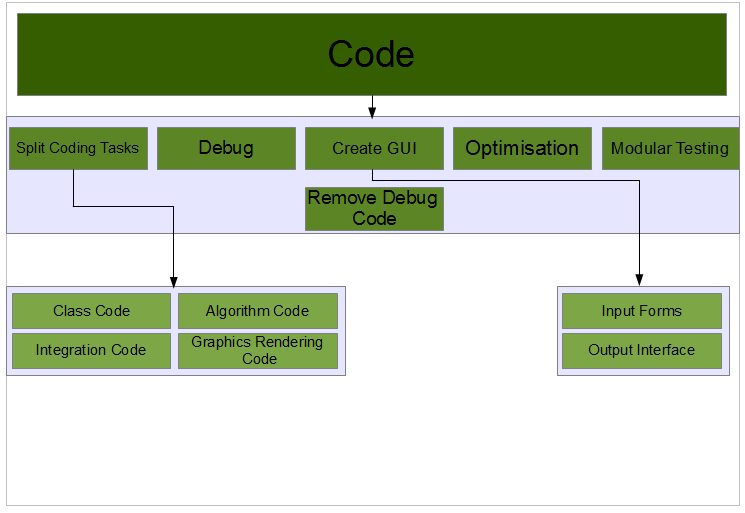 Code
Split Coding Tasks
Debug
Create GUI
Optimisation
Modular Testing
Remove Debug
Code
Class Code
Algorithm Code
Integration Code
Graphics Rendering
Code
Input Forms
Output Interface